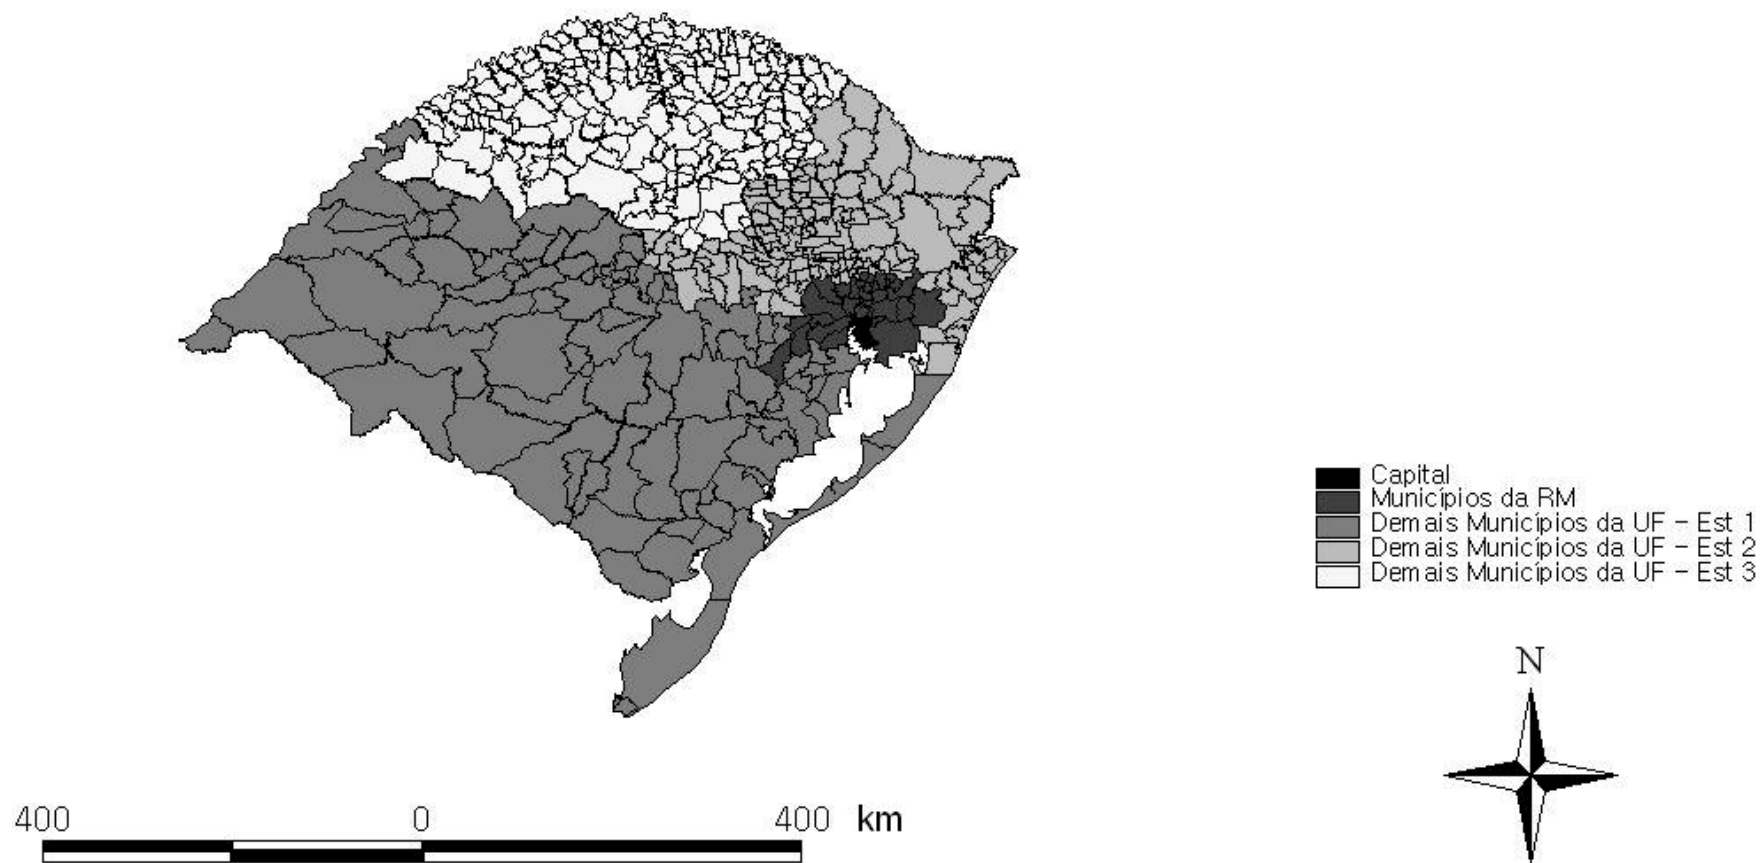 Capital
Municípios da RM
Demais Municípios da UF - Est 1
Demais Municípios da UF - Est 2
Demais Municípios da UF - Est 3
N
400 0 400 km